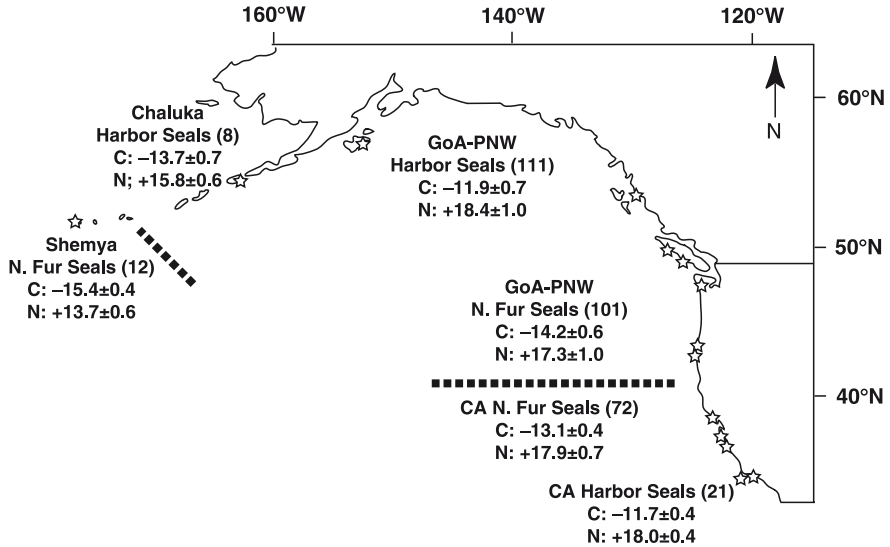 160°W
140°W
120°W
60°N
50°N
40°N
N
Chaluka
Harbor Seals (8)
C: –13.7±0.7
N; +15.8±0.6
GoA-PNW
Harbor Seals (111)
C: –11.9±0.7
N: +18.4±1.0
Shemya
N. Fur Seals (12)
C: –15.4±0.4
N: +13.7±0.6
GoA-PNW
N. Fur Seals (101)
C: –14.2±0.6
N: +17.3±1.0
CA N. Fur Seals (72)
C: –13.1±0.4
N: +17.9±0.7
CA Harbor Seals (21)
C: –11.7±0.4
N: +18.0±0.4